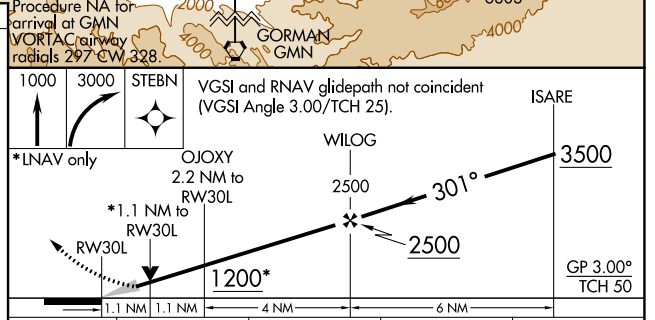 Procedure NA for
arrival at GMN
VORTAC airway
radials 297 CW 328.
2000
4000
GORMAN
GMN
4000
1000
3000
STEBN
VGSI and RNAV glidepath not coincident
(VGSI Angle 3.00/TCH 25).
ISARE
*LNAV only
OJOXY
2.2 NM to
RW30L
WILOG
2500
301°
3500
*1.1 NM to
RW30L
RW30L
2500
1200*
GP 3.00°
TCH 50
1.1 NM
1.1 NM
4 NM
6 NM